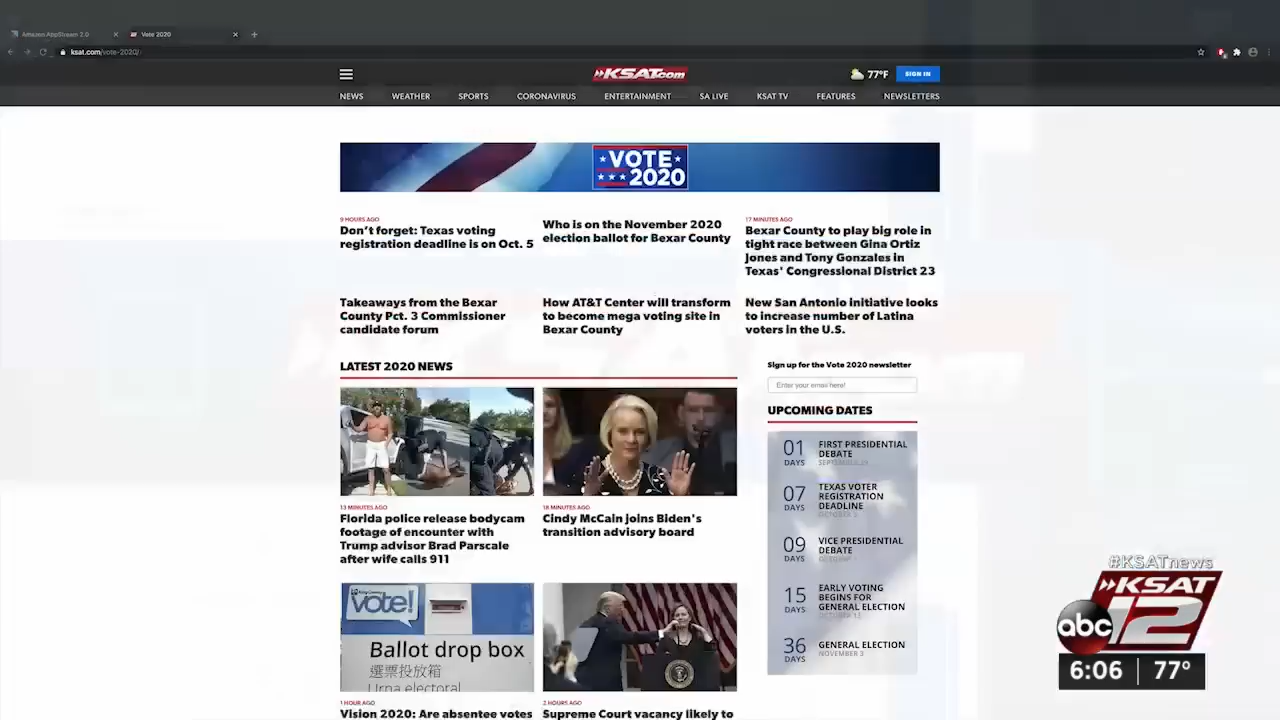 Amazon AppStream 2.0
Vote 2020
ksat.com/vote-2020/
KSAT.com
77°F
SIGN IN
NEWS WEATHER SPORTS CORONAVIRUS ENTERTAINMENT SA LIVE KSAT TV FEATURES NEWSLETTERS
VOTE
2020
9 HOURS AGO
Don't forget: Texas voting
registration deadline is on Oct. 5
Who is on the November 2020
election ballot for Bexar County
17 MINUTES AGO
Bexar County to play big role in
tight race between Gina Ortiz
Jones and Tony Gonzales in
Texas' Congressional District 23
Takeaways from the Bexar
County Pct. 3 Commissioner
candidate forum
How AT&T Center will transform
to become mega voting site in
Bexar County
New San Antonio initiative looks
to increase number of Latina
voters in the U.S.
LATEST 2020 NEWS
13 MINUTES AGO
Florida police release bodycam
footage of encounter with
Trump advisor Brad Parscale
after wife calls 911
18 MINUTES AGO
Cindy McCain joins Biden's
transition advisory board
vote!
Ballot drop box
選票投放箱
Urna electoral
1 HOUR AGO
Vision 2020: Are absentee votes
2 HOURS AGO
Supreme Court vacancy likely to
Sign up for the Vote 2020 newsletter
Enter your email here!
UPCOMING DATES
01 DAYS
FIRST PRESIDENTIAL
DEBATE
SEPTEMBER 29
07 DAYS
TEXAS VOTER
REGISTRATION
DEADLINE
OCTOBER 5
09 DAYS
VICE PRESIDENTIAL
DEBATE
15 DAYS
EARLY VOTING
BEGINS FOR
GENERAL ELECTION
OCTOBER 13
36 DAYS
GENERAL ELECTION
NOVEMBER 3
#KSATnews
KSAT
abc 12
6:06 77°